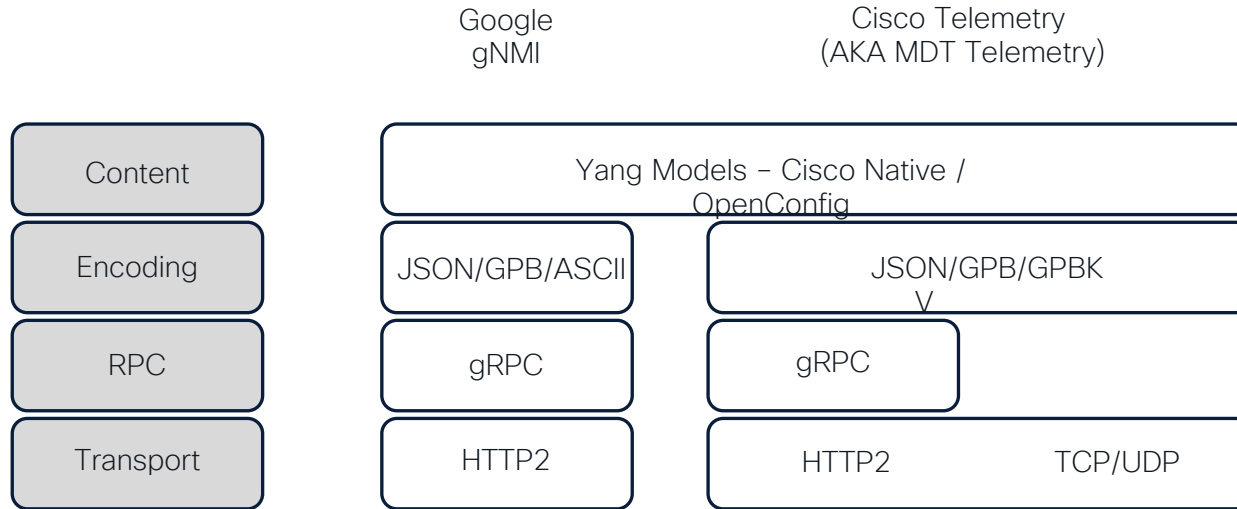 Google
gNMI
Cisco Telemetry
(AKA MDT Telemetry)
Content
Yang Models – Cisco Native /
OpenConfig
Encoding
JSON/GPB/ASCII
JSON/GPB/GPBK
V
RPC
gRPC
gRPC
Transport
HTTP2
HTTP2
TCP/UDP